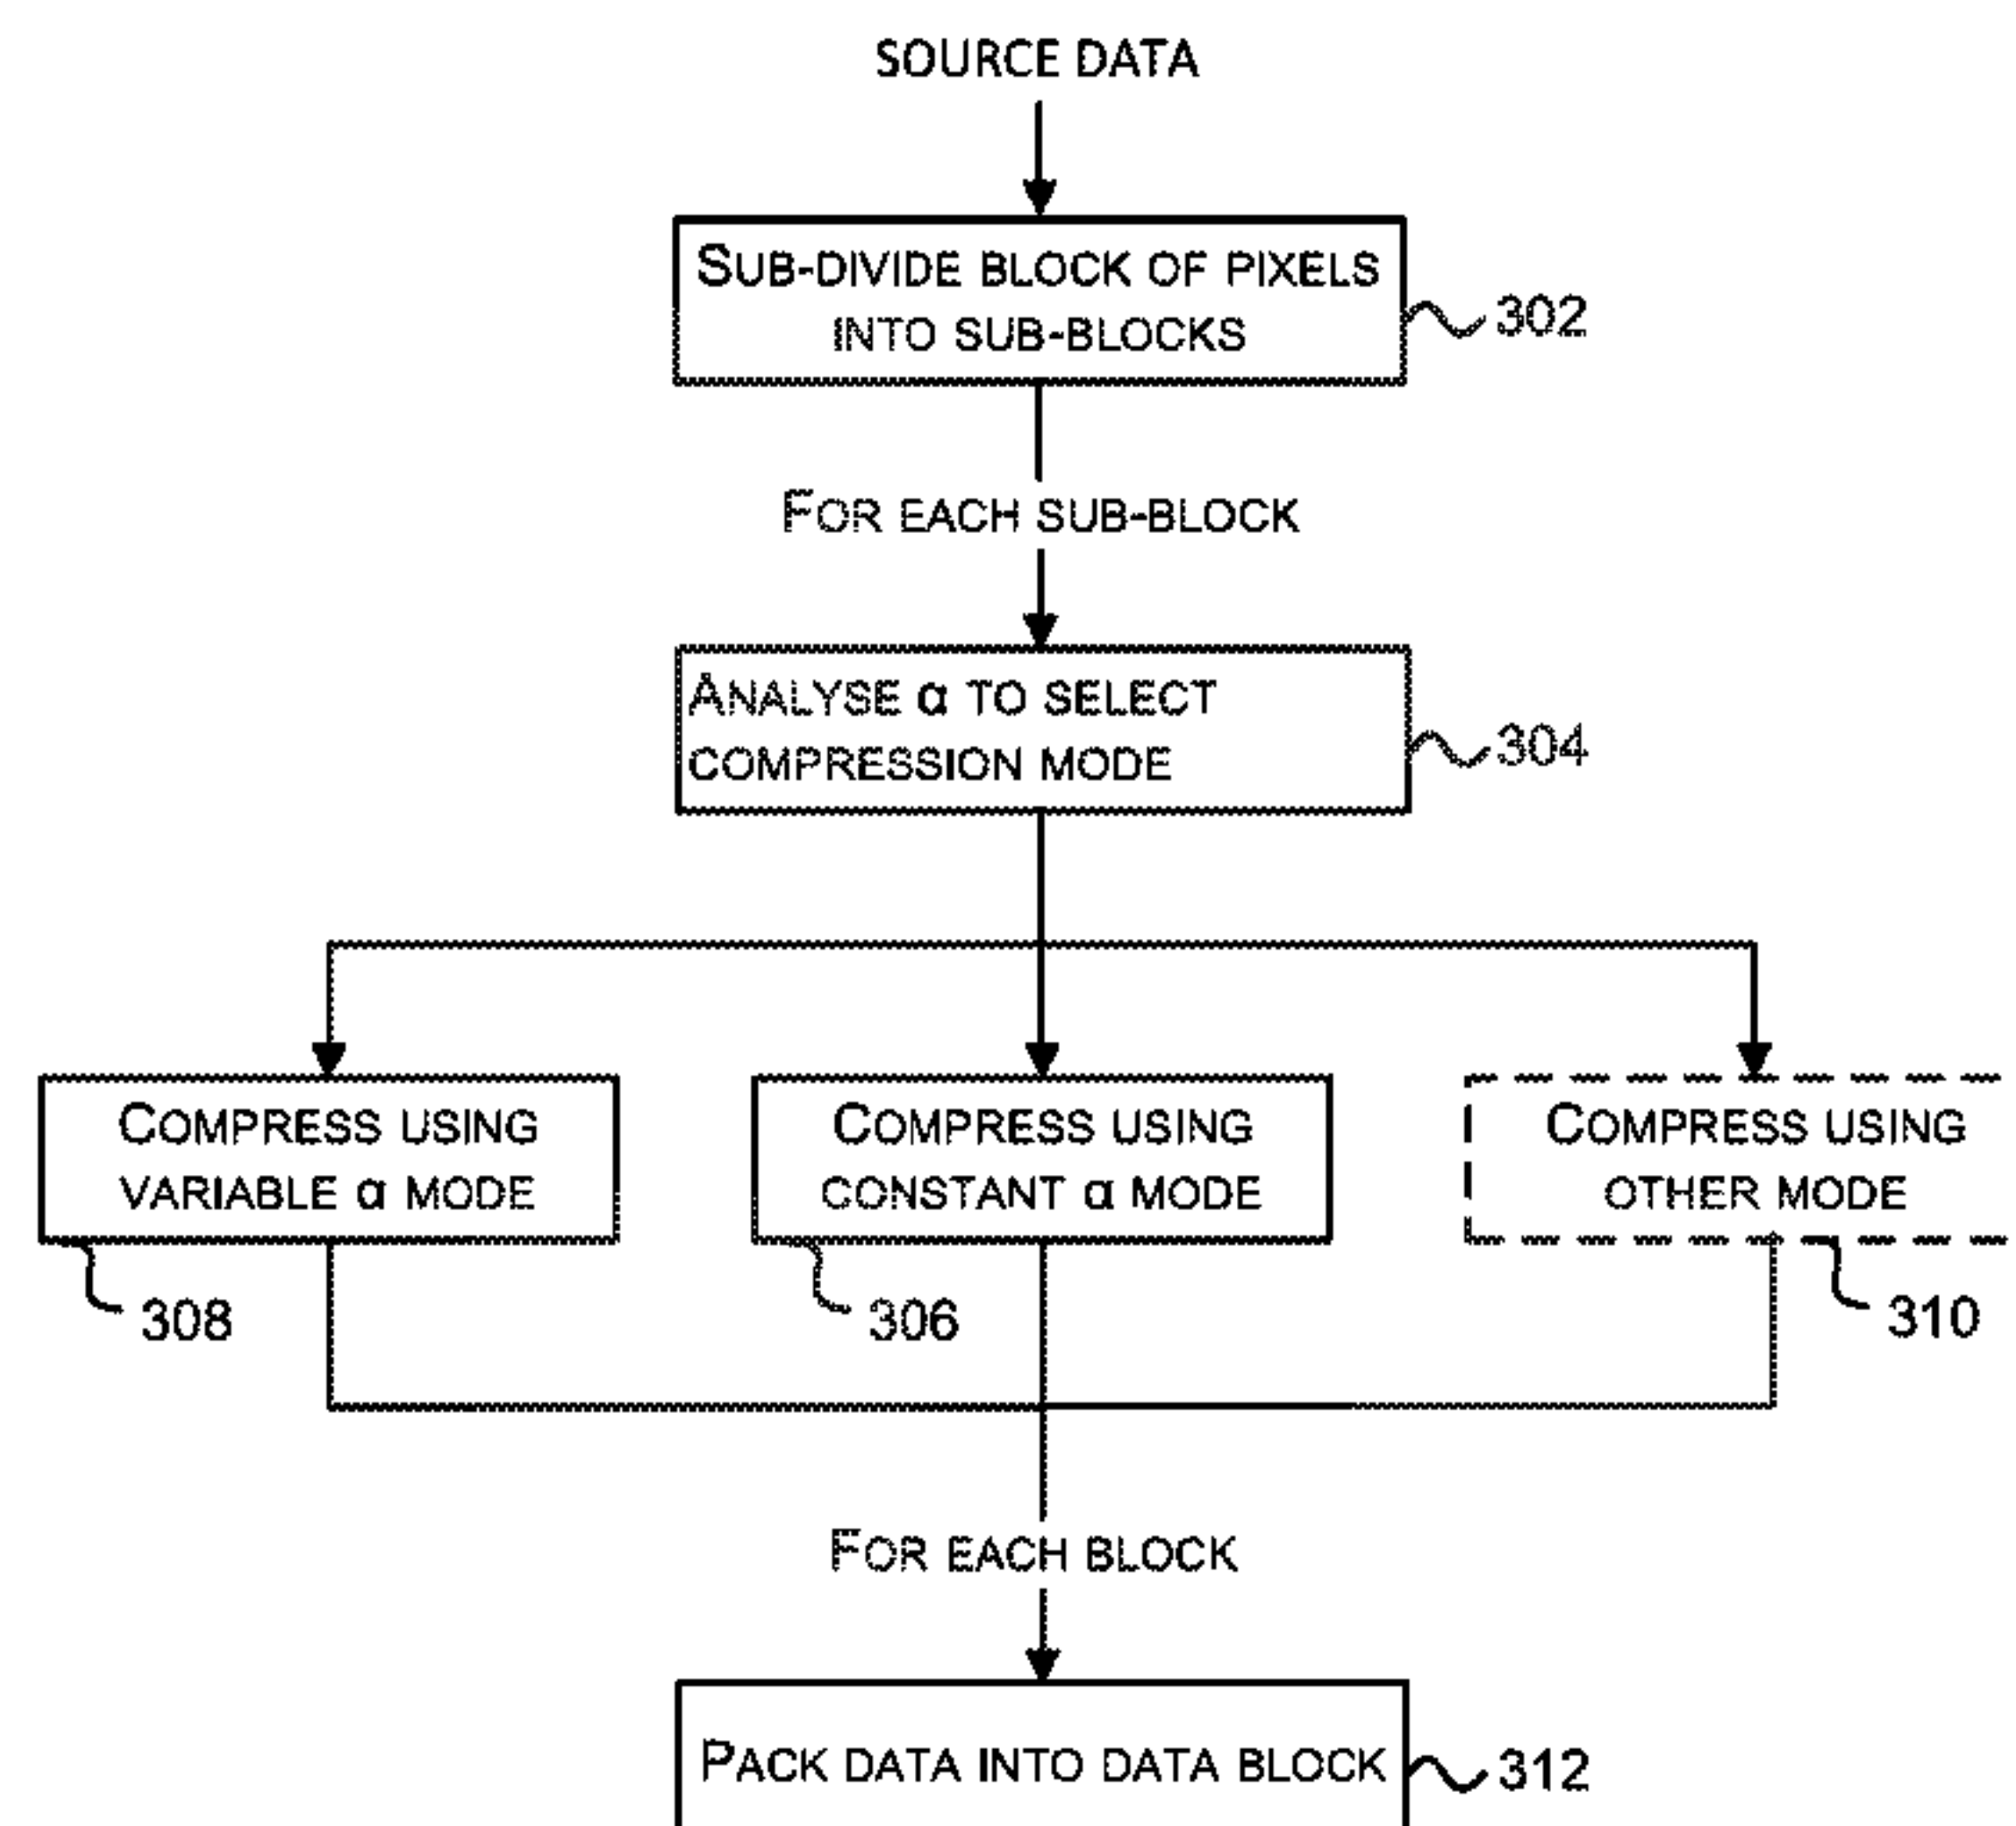 SOURCE DATA
SUB-DIVIDE BLOCK OF PIXELS
INTO SUB-BLOCKS
302
FOR EACH SUB-BLOCK
ANALYSE α TO SELECT
COMPRESSION MODE
304
COMPRESS USING
VARIABLE α MODE
308
COMPRESS USING
CONSTANT α MODE
306
COMPRESS USING
OTHER MODE
310
FOR EACH BLOCK
PACK DATA INTO DATA BLOCK
312